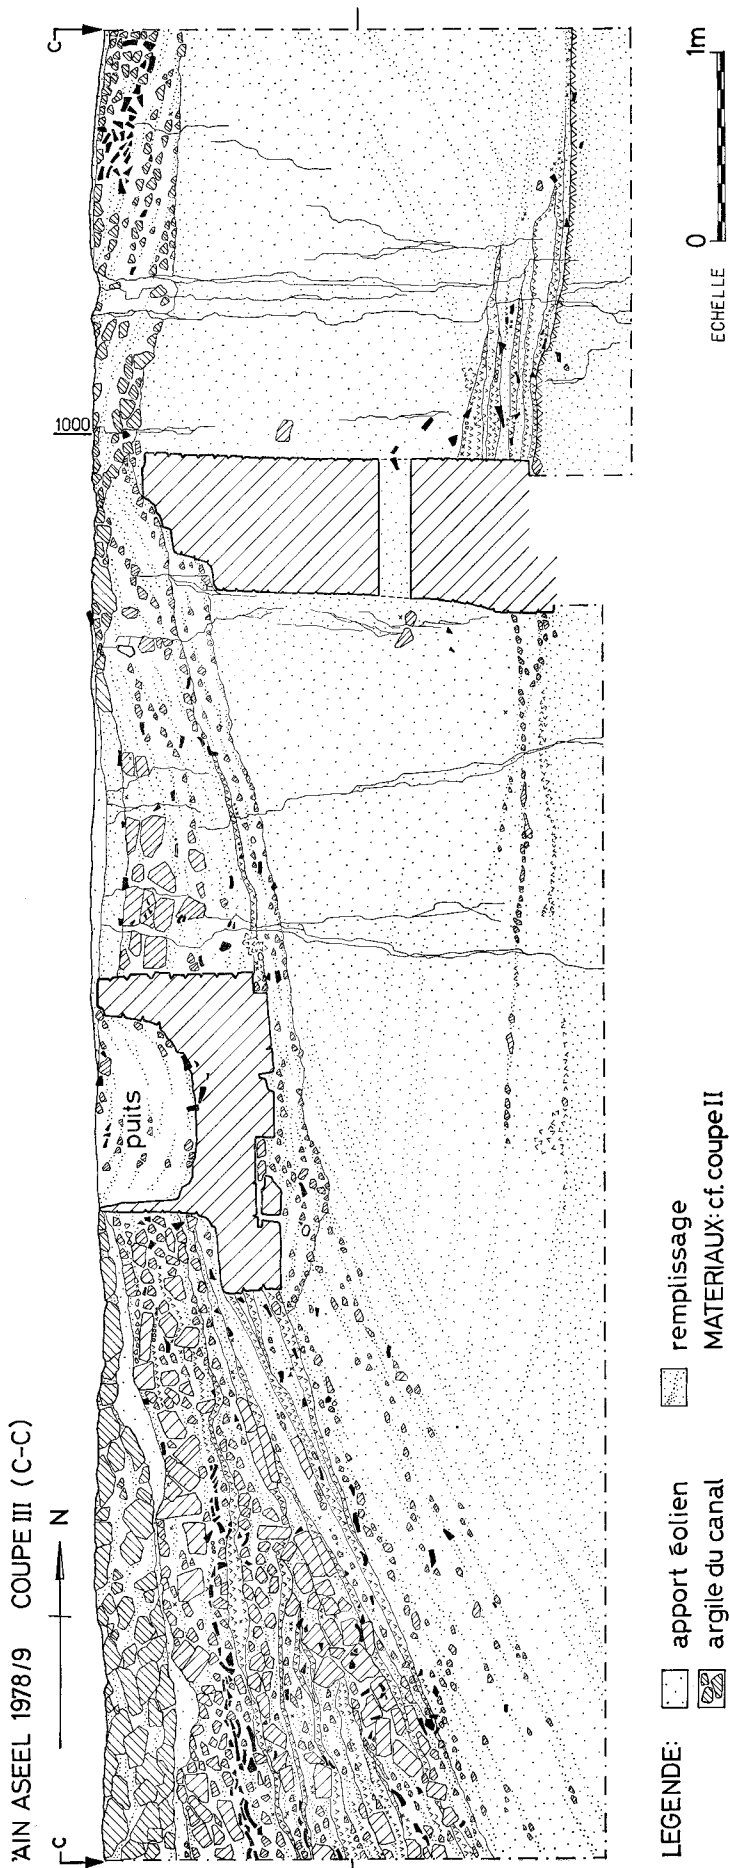 'AIN ASEEL 1978/9 COUPE III (C-C)
N
C
C
1000
puits
LEGENDE:
apport éolien
argile du canal
remplissage
MATERIAUX: cf. coupe II
ECHELLE
0
1m